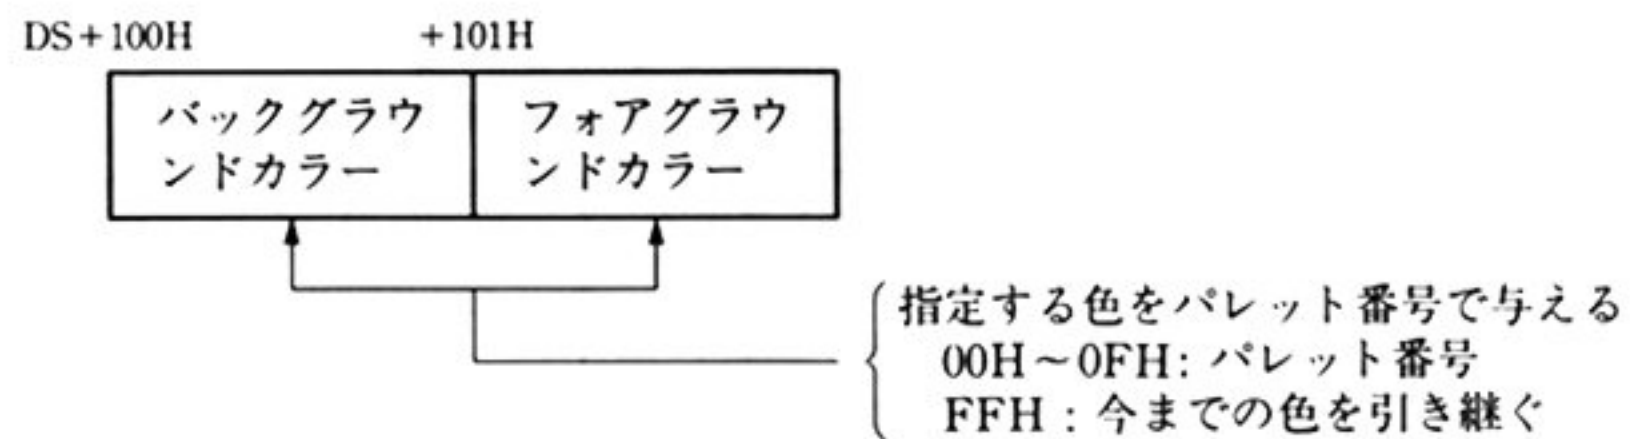 DS+100H
+101H
バックグラウ
ンドカラー
フォアグラウ
ンドカラー
指定する色をパレット番号で与える
00H～0FH: パレット番号
FFH : 今までの色を引き継ぐ